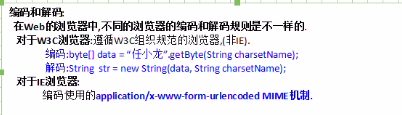 编码和解码:
在Web的浏览器中,不同的浏览器的编码和解码规则是不一样的.
对于W3C浏览器:遵循W3C组织规范的浏览器,(非IE).
编码:byte[] data = "任小龙".getByte(String charsetName);
解码:String str = new String(data, String charsetName);
对于IE浏览器:
编码使用的application/x-www-form-urlencoded MIME机制.